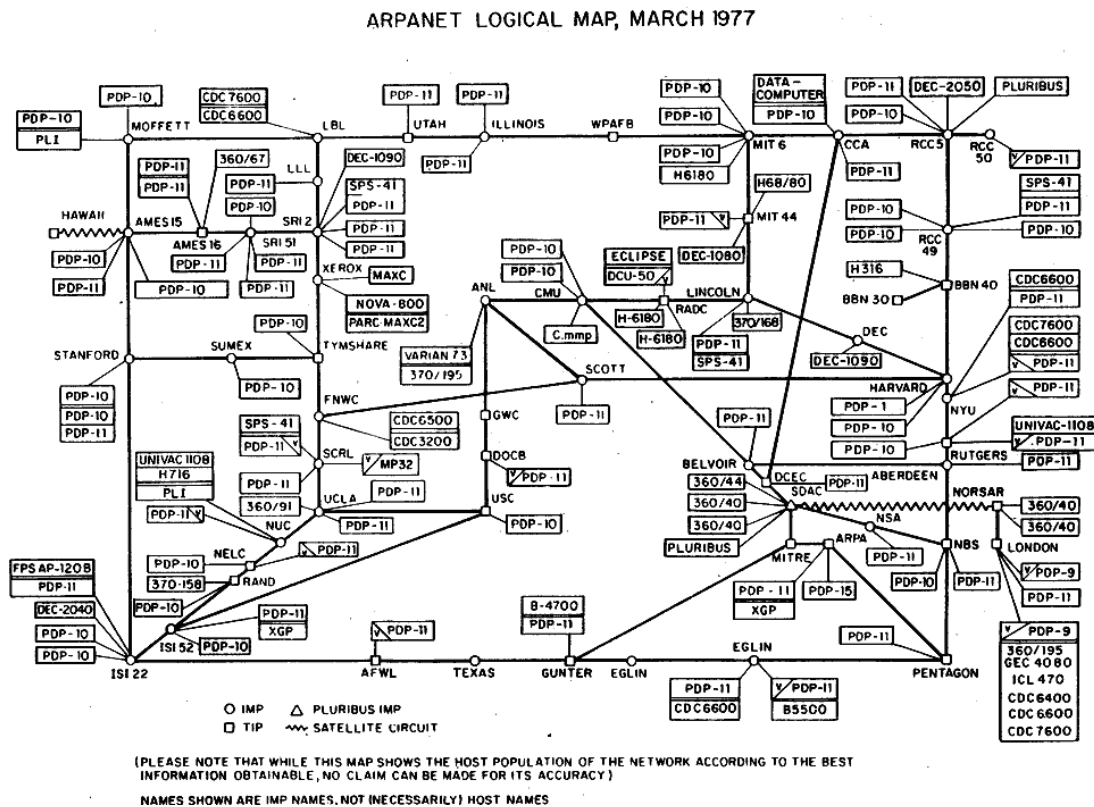 ARPANET LOGICAL MAP, MARCH 1977
PDP-10
PLI
PDP-10
MOFFETT
CDC7600
CDC6600
LBL
PDP-11
UTAH
PDP-11
ILLINOIS
PDP-11
WPAFB
PDP-10
PDP-10
PDP-10
H6180
MIT 6
DATA-
COMPUTER
PDP-10
CCA
PDP-11
PDP-11
PDP-10
DEC-2050
PLURIBUS
RCC5
RCC
50
PDP-11
PDP-11
PDP-11
360/67
LLL
PDP-11
DEC-1090
SPS-41
PDP-11
PDP-11
PDP-11
HAWAII
AMES15
AMES16
PDP-10
SRI 51
SRI 2
PDP-10
PDP-11
PDP-10
PDP-11
PDP-11
PDP-11
H68/80
PDP-11
V
MIT 44
DEC-1080
PDP-10
PDP-10
RCC
49
SPS-41
PDP-11
PDP-10
XEROX
MAXC
NOVA-800
PARC-MAXC2
ANL
PDP-10
PDP-10
CMU
C.mmp
ECLIPSE
DCU-50
V
RADC
H-6180
H-6180
LINCOLN
370/168
PDP-11
SPS-41
H316
BBN 30
BBN 40
CDC6600
PDP-11
CDC7600
CDC6600
V
PDP-11
V
PDP-11
STANFORD
SUMEX
PDP-10
TYMSHARE
PDP-10
PDP-10
PDP-10
PDP-11
VARIAN 73
370/195
SCOTT
PDP-11
DEC
DEC-1090
HARVARD
PDP-1
PDP-10
PDP-10
NYU
FNWC
CDC6500
CDC3200
GWC
SPS-41
PDP-11
V
SCRL
V
MP32
PDP-11
DOCB
V
PDP-11
PDP-11
BELVOIR
DCEC
PDP-11
ABERDEEN
RUTGERS
UNIVAC-1108
V
PDP-11
PDP-11
UNIVAC 1108
H716
PLI
PDP-11
V
360/91
UCLA
PDP-11
PDP-11
USC
PDP-10
360/44
360/40
360/40
PLURIBUS
SDAC
NSA
PDP-11
NORSAR
360/40
360/40
NUC
NELC
PDP-10
V
PDP-11
370-158
RAND
PDP-10
MITRE
ARPA
PDP-11
XGP
PDP-15
NBS
PDP-10
PDP-11
LONDON
V
PDP-9
PDP-11
FPS AP-120B
PDP-11
DEC-2040
PDP-10
PDP-10
ISI 22
ISI 52
PDP-11
XGP
PDP-10
V
PDP-11
AFWL
TEXAS
B-4700
PDP-11
GUNTER
EGLIN
EGLIN
PDP-11
CDC6600
V
PDP-11
B5500
PDP-11
PENTAGON
V
PDP-9
360/195
GEC 4080
ICL 470
CDC6400
CDC6600
CDC7600
IMP
PLURIBUS IMP
TIP
SATELLITE CIRCUIT
(PLEASE NOTE THAT WHILE THIS MAP SHOWS THE HOST POPULATION OF THE NETWORK ACCORDING TO THE BEST
INFORMATION OBTAINABLE, NO CLAIM CAN BE MADE FOR ITS ACCURACY)
NAMES SHOWN ARE IMP NAMES, NOT (NECESSARILY) HOST NAMES